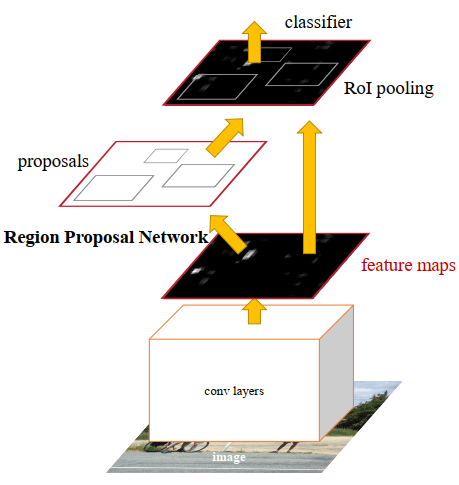 classifier
RoI pooling
proposals
Region Proposal Network
feature maps
conv layers
image